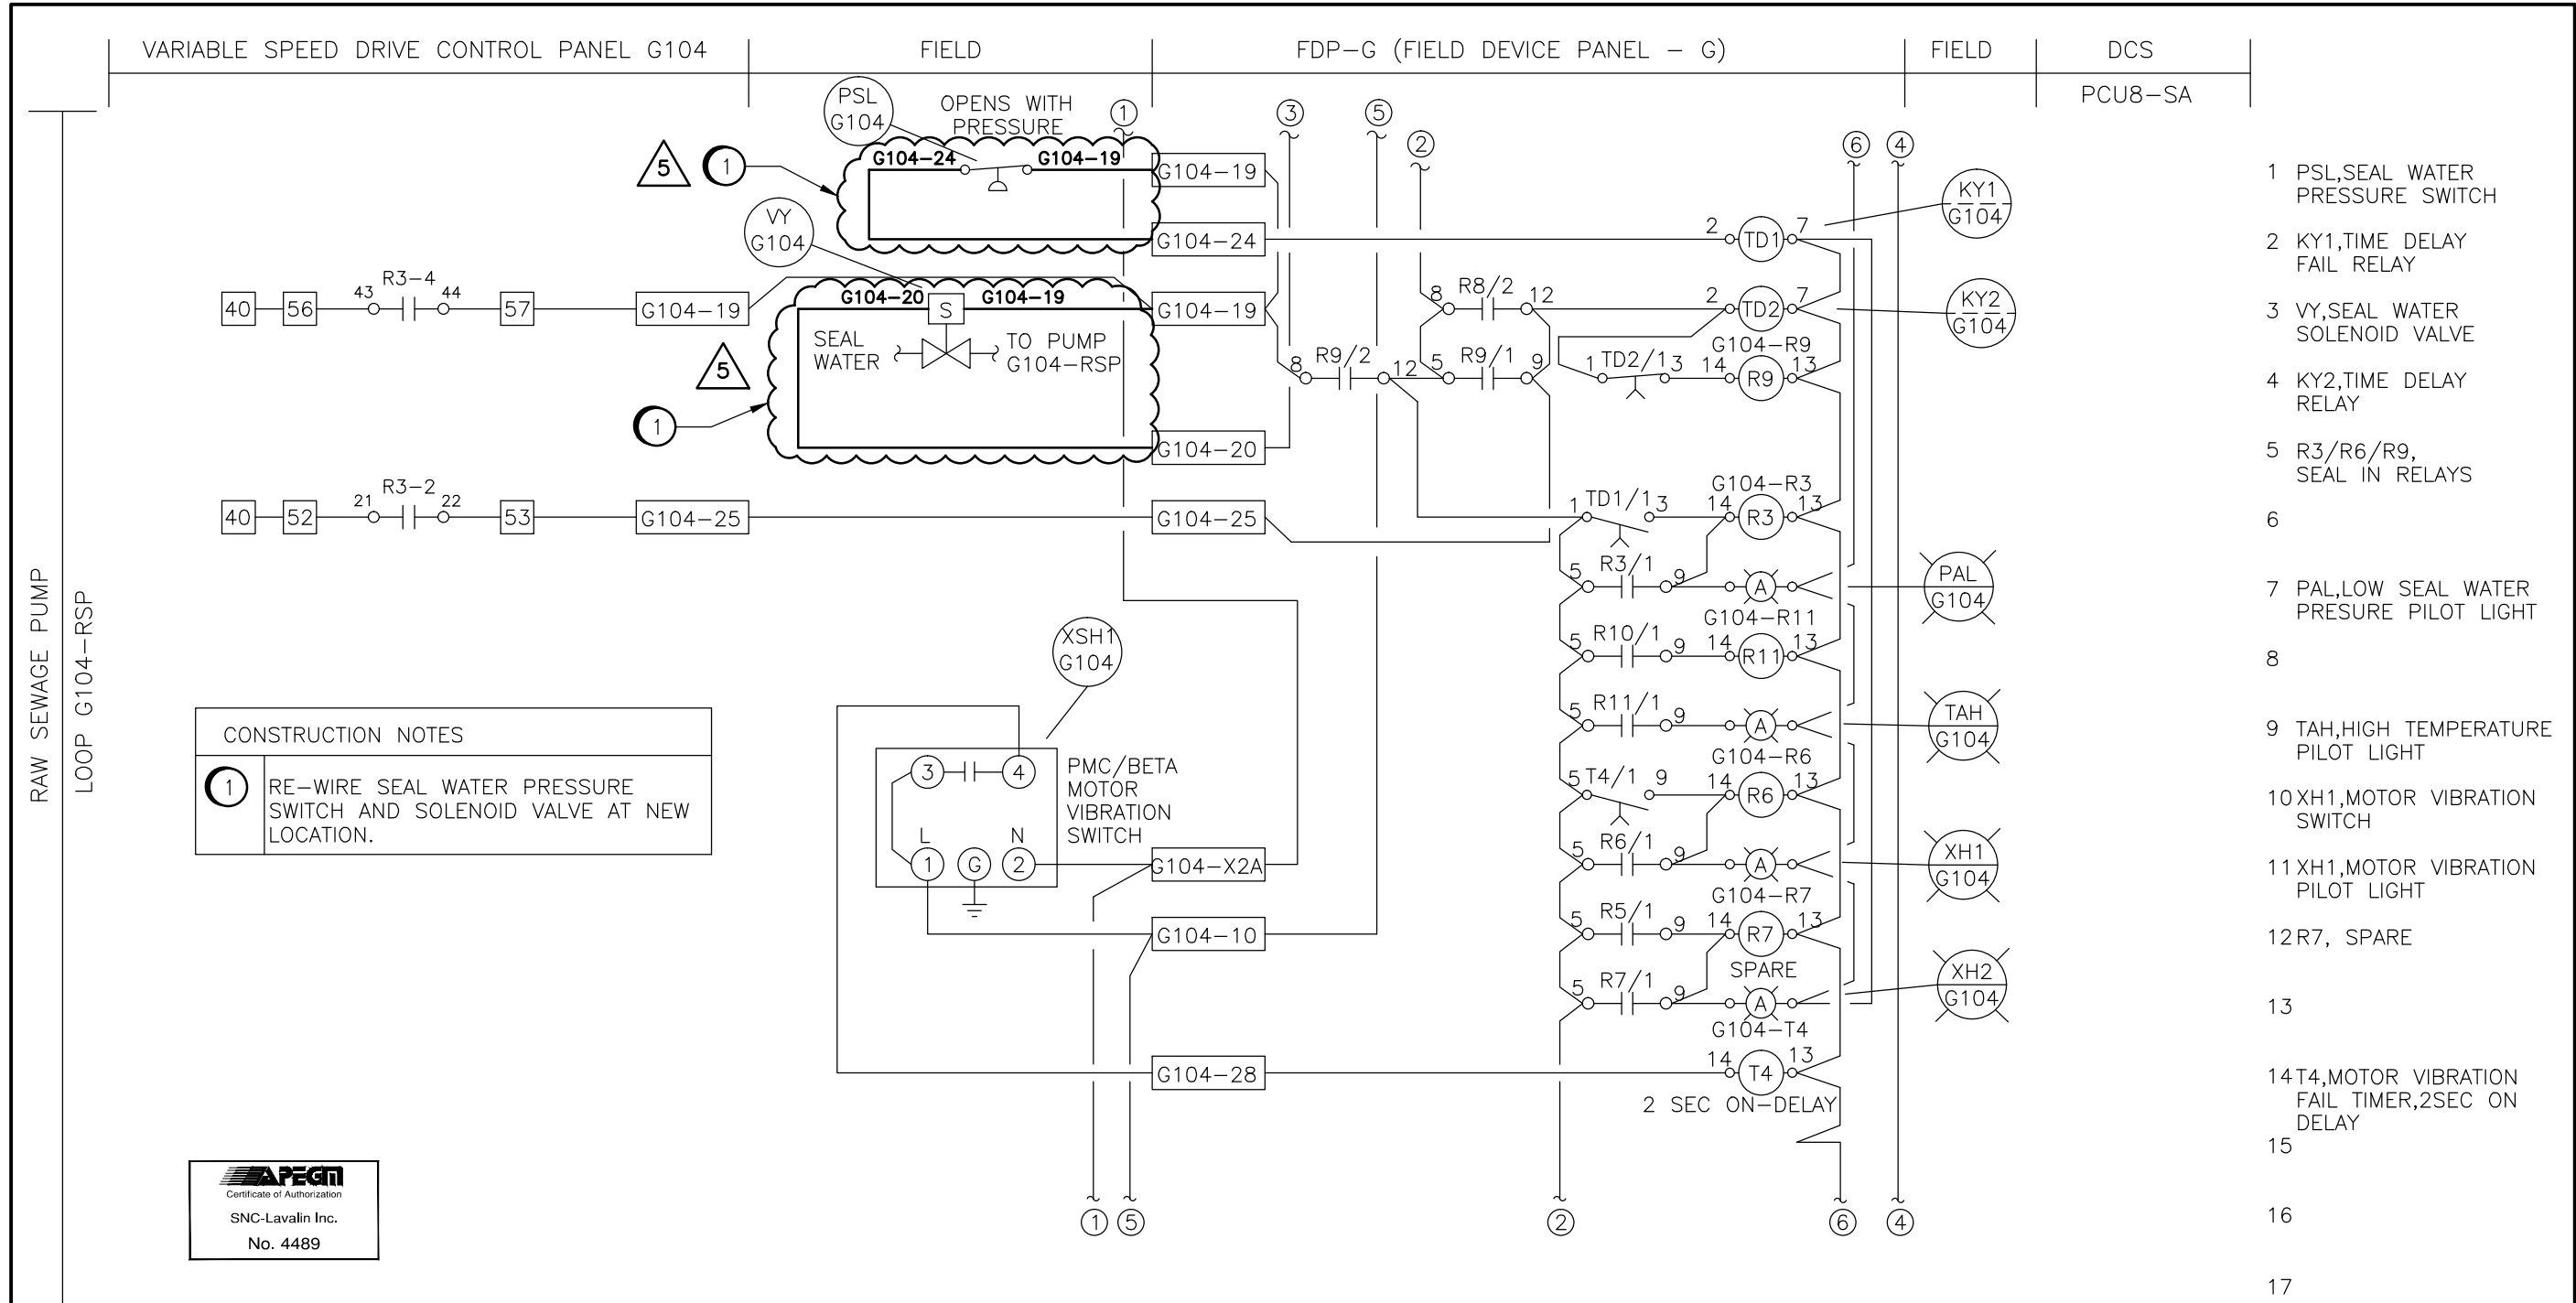 VARIABLE SPEED DRIVE CONTROL PANEL G104
FIELD
FDP-G (FIELD DEVICE PANEL - G)
FIELD
DCS
PCU8-SA
PSL
G104
OPENS WITH
PRESSURE
1
3
5
2
6
4
5
1
G104-24
G104-19
G104-19
KY1
G104
VY
G104
G104-24
2
TD1
7
R3-4
40
56
43
44
57
G104-19
G104-20
S
G104-19
G104-19
8
R8/2
12
2
TD2
7
KY2
G104
SEAL
WATER
TO PUMP
G104-RSP
5
8
R9/2
12
5
R9/1
9
1
TD2/1
3
G104-R9
14
R9
13
1
G104-20
R3-2
40
52
21
22
53
G104-25
G104-25
1
TD1/1
3
G104-R3
14
R3
13
5
R3/1
9
A
PAL
G104
XSH1
G104
5
R10/1
9
G104-R11
14
R11
13
5
R11/1
9
A
TAH
G104
3
4
PMC/BETA
MOTOR
VIBRATION
SWITCH
L
N
1
G
2
5
T4/1
9
G104-R6
14
R6
13
G104-X2A
5
R6/1
9
A
XH1
G104
G104-10
5
R5/1
9
G104-R7
14
R7
13
SPARE
5
R7/1
9
A
XH2
G104
G104-28
G104-T4
14
T4
13
2 SEC ON-DELAY
1
5
2
6
4
RAW SEWAGE PUMP
LOOP G104-RSP
CONSTRUCTION NOTES
1
RE-WIRE SEAL WATER PRESSURE
SWITCH AND SOLENOID VALVE AT NEW
LOCATION.
APEGM
Certificate of Authorization
SNC-Lavalin Inc.
No. 4489
1 PSL,SEAL WATER
PRESSURE SWITCH
2 KY1,TIME DELAY
FAIL RELAY
3 VY,SEAL WATER
SOLENOID VALVE
4 KY2,TIME DELAY
RELAY
5 R3/R6/R9,
SEAL IN RELAYS
6
7 PAL,LOW SEAL WATER
PRESURE PILOT LIGHT
8
9 TAH,HIGH TEMPERATURE
PILOT LIGHT
10 XH1,MOTOR VIBRATION
SWITCH
11 XH1,MOTOR VIBRATION
PILOT LIGHT
12 R7, SPARE
13
14 T4,MOTOR VIBRATION
FAIL TIMER,2SEC ON
DELAY
15
16
17